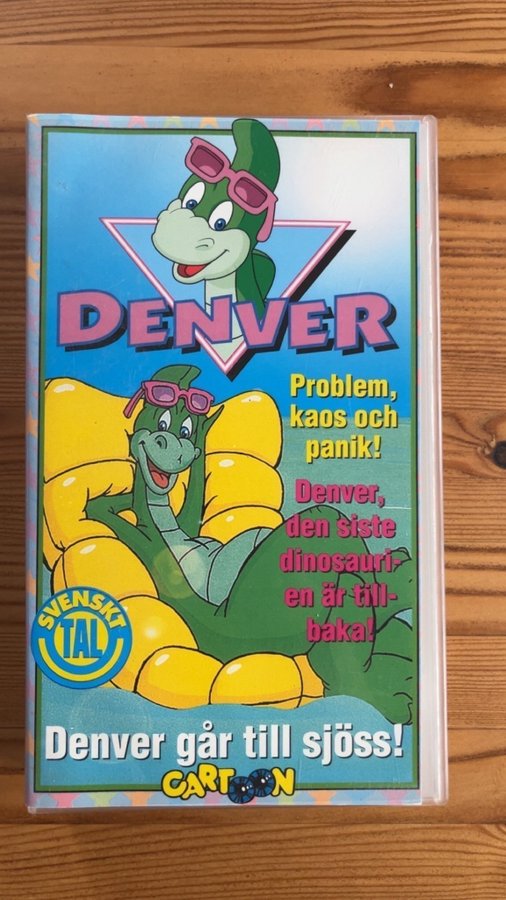 DENVER
Problem,
kaos och
panik!
Denver,
den siste
dinosauri-
en är till-
baka!
SVENSKT
TAL
Denver går till sjöss!
CARTOON